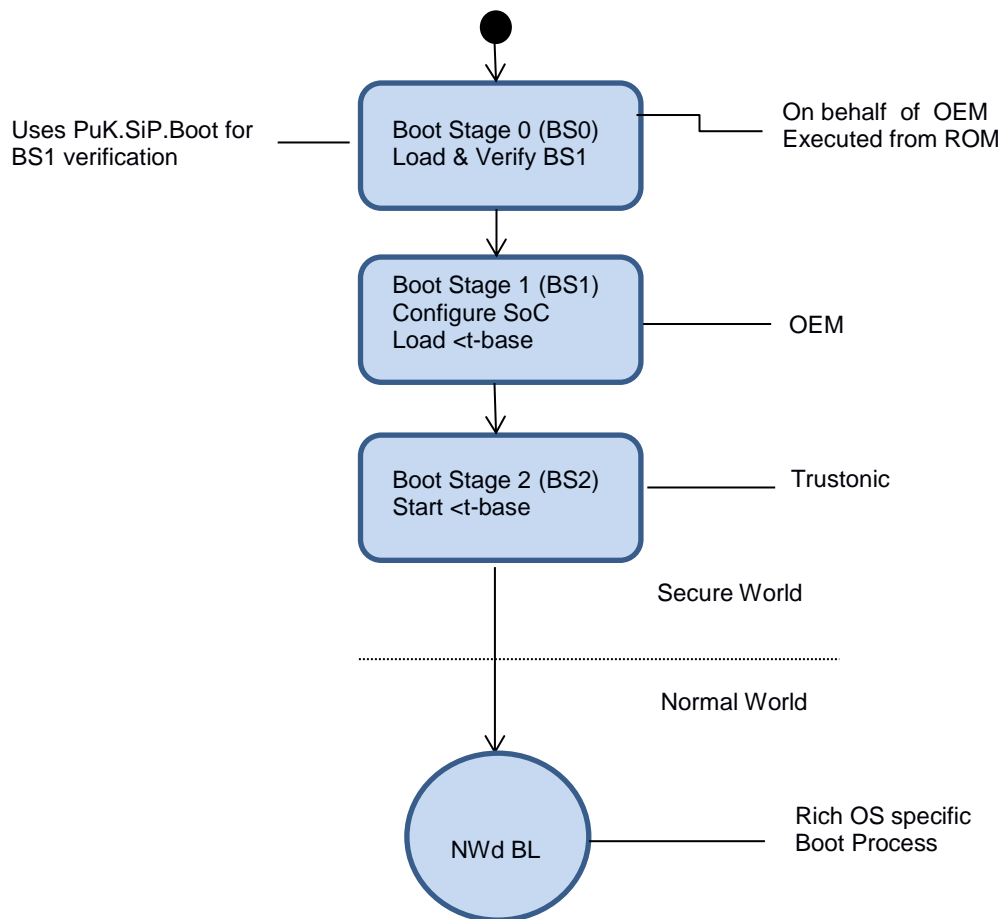 Uses PuK.SiP.Boot for
BS1 verification
Boot Stage 0 (BS0)
Load & Verify BS1
On behalf of OEM
Executed from ROM
Boot Stage 1 (BS1)
Configure SoC
Load <t-base
OEM
Boot Stage 2 (BS2)
Start <t-base
Trustonic
Secure World
Normal World
NWd BL
Rich OS specific
Boot Process